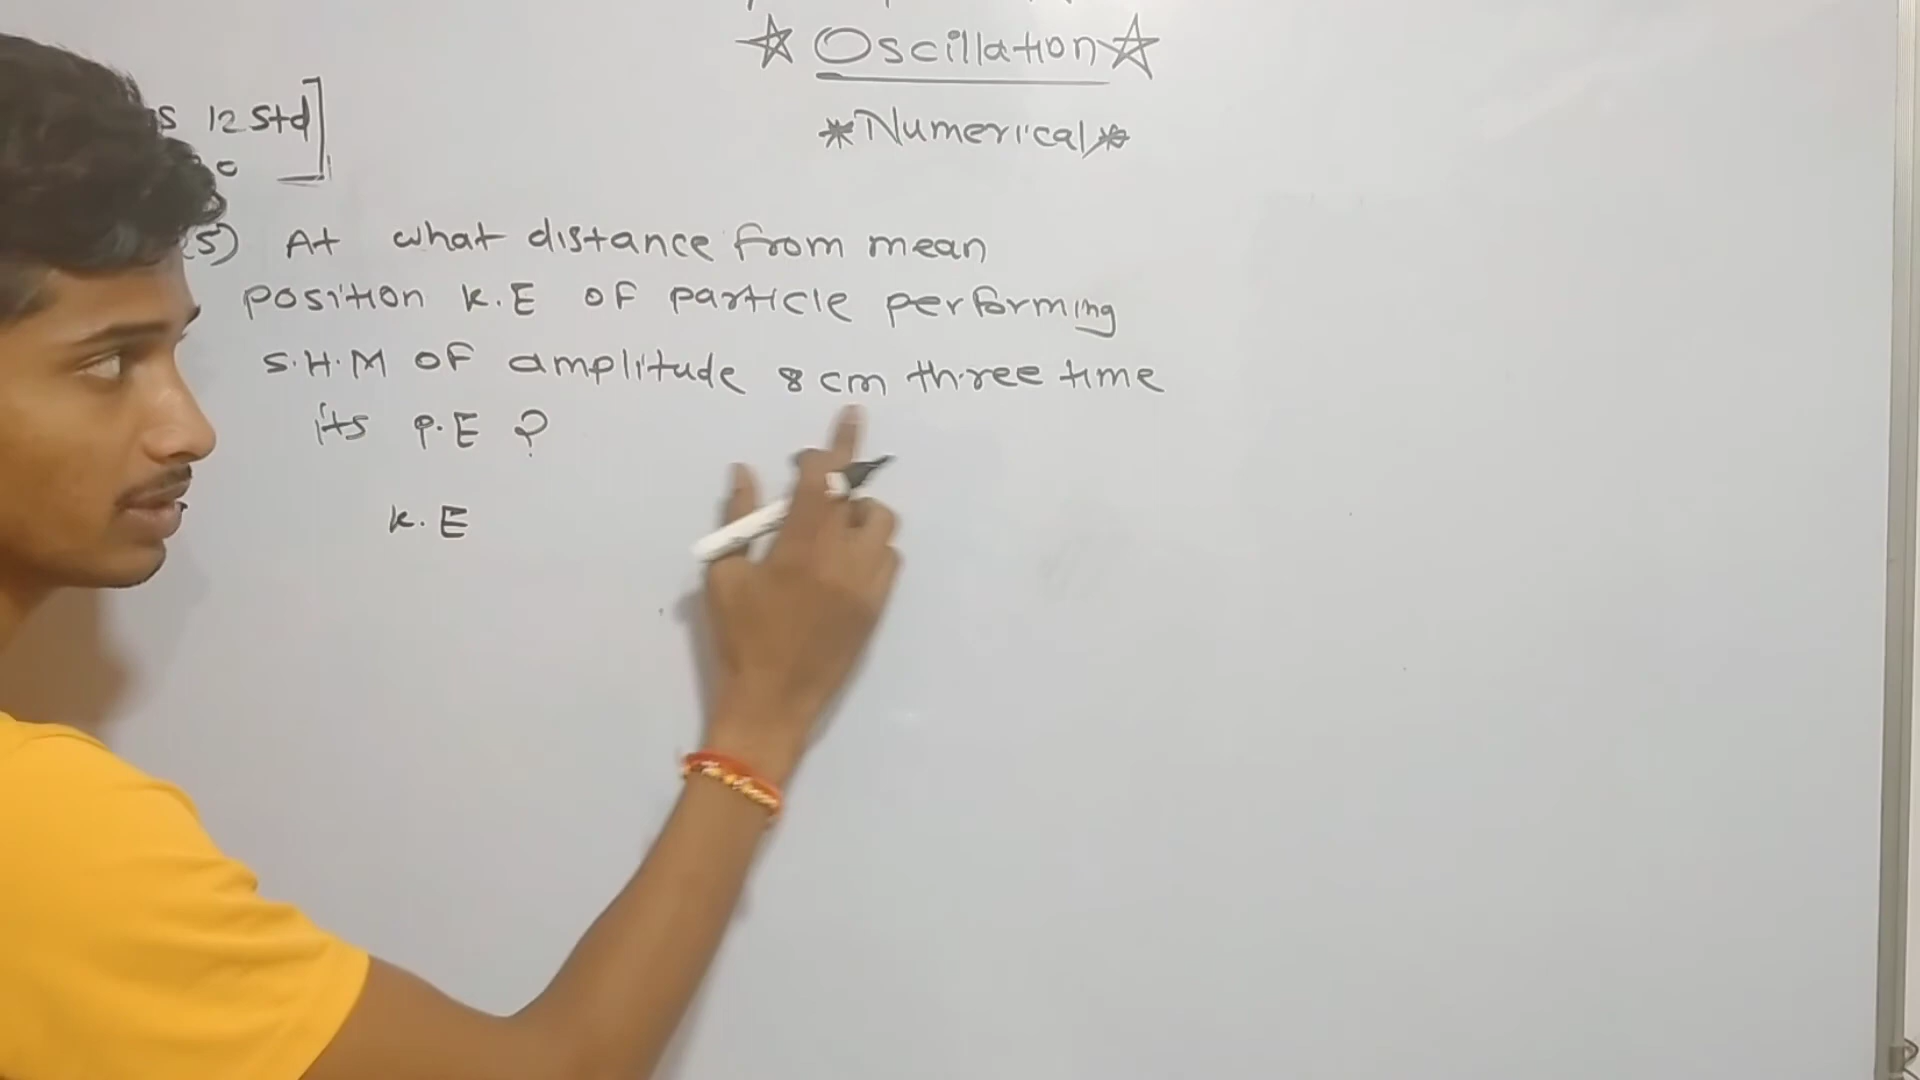 ☆ Oscillation ☆
*Numerical*
12 std]
5) At what distance from mean
position K.E of particle performing
S.H.M of amplitude 8 cm three time
its P.E ?
K.E